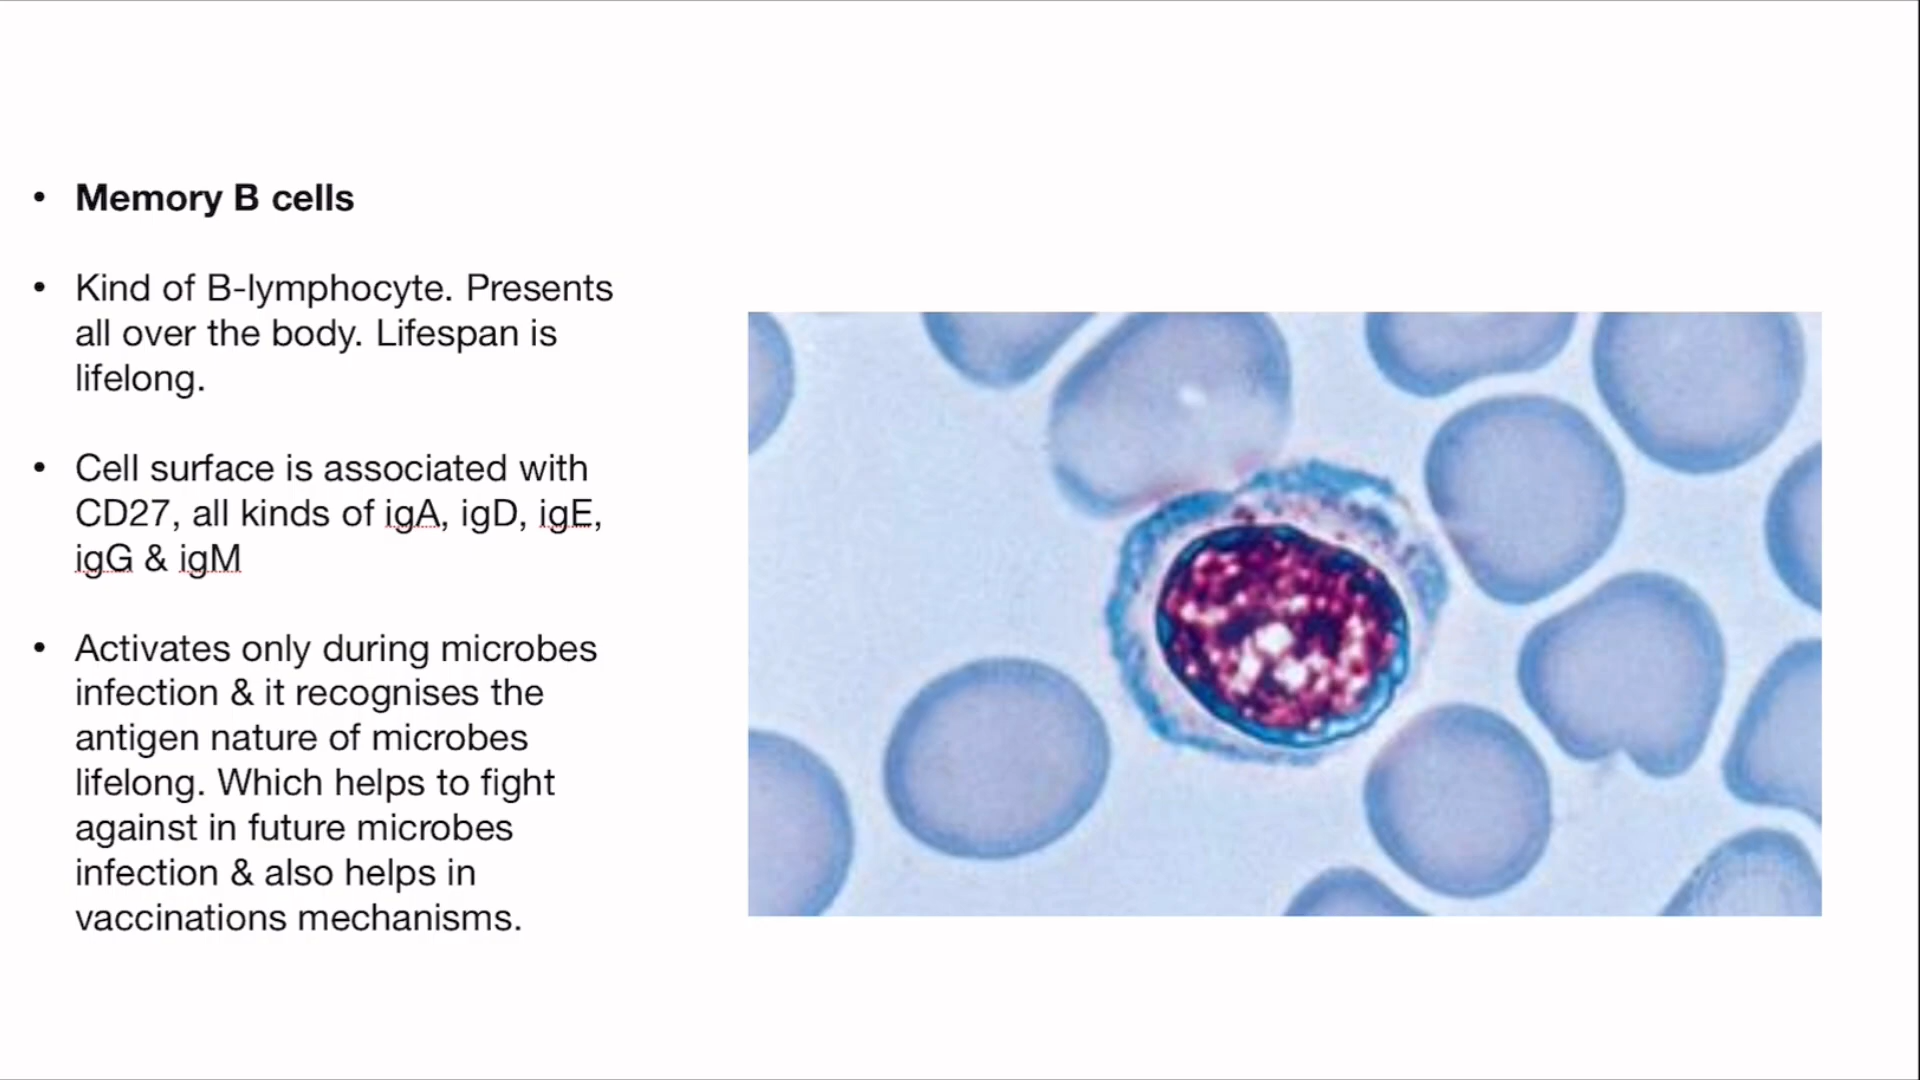 • Memory B cells
• Kind of B-lymphocyte. Presents
all over the body. Lifespan is
lifelong.
• Cell surface is associated with
CD27, all kinds of igA, igD, igE,
igG & igM
• Activates only during microbes
infection & it recognises the
antigen nature of microbes
lifelong. Which helps to fight
against in future microbes
infection & also helps in
vaccinations mechanisms.